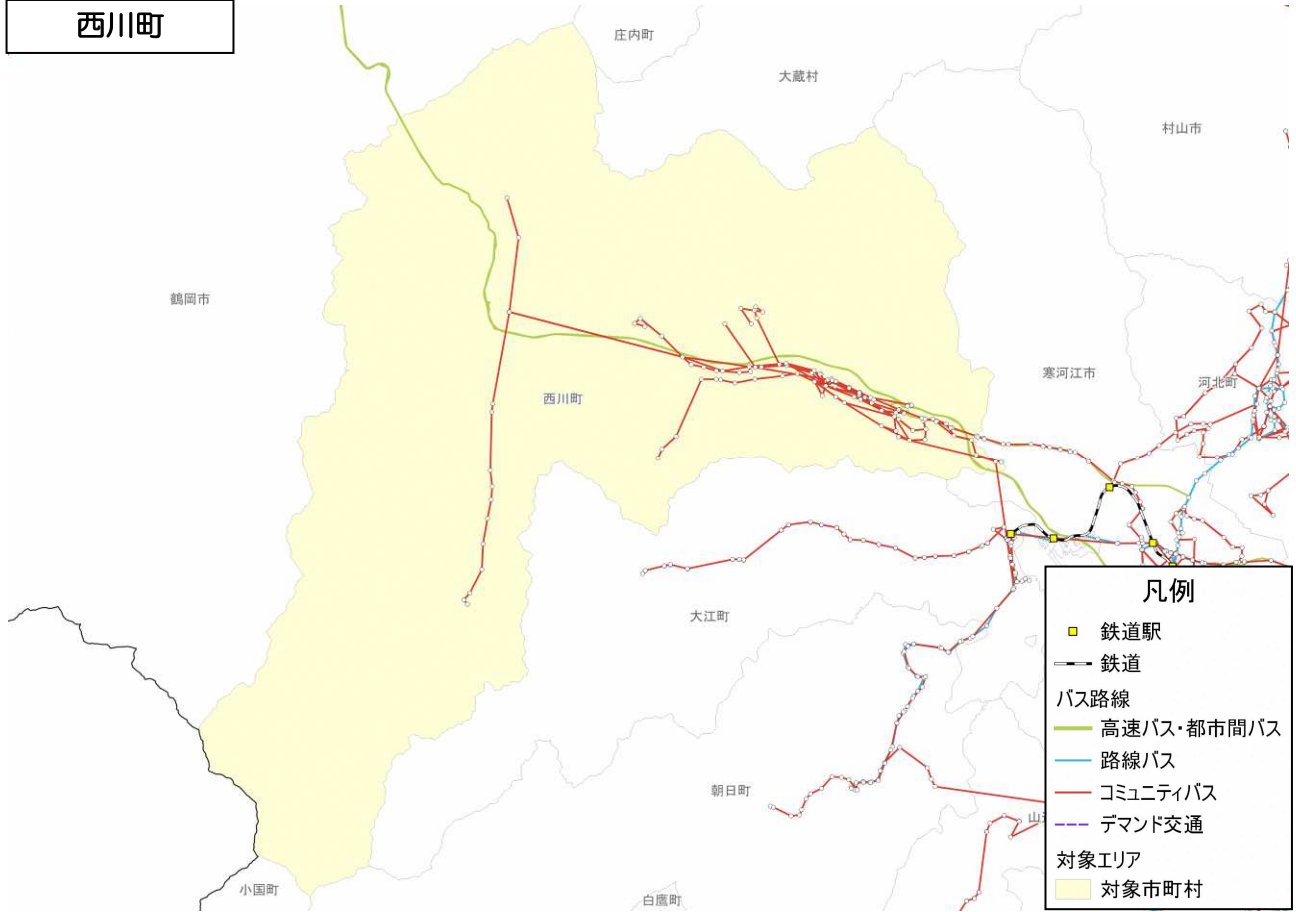 西川町
庄内町
大蔵村
村山市
鶴岡市
寒河江市
河北町
西川町
大江町
朝日町
山
小国町
白鷹町
凡例
鉄道駅
鉄道
バス路線
高速バス・都市間バス
路線バス
コミュニティバス
デマンド交通
対象エリア
対象市町村